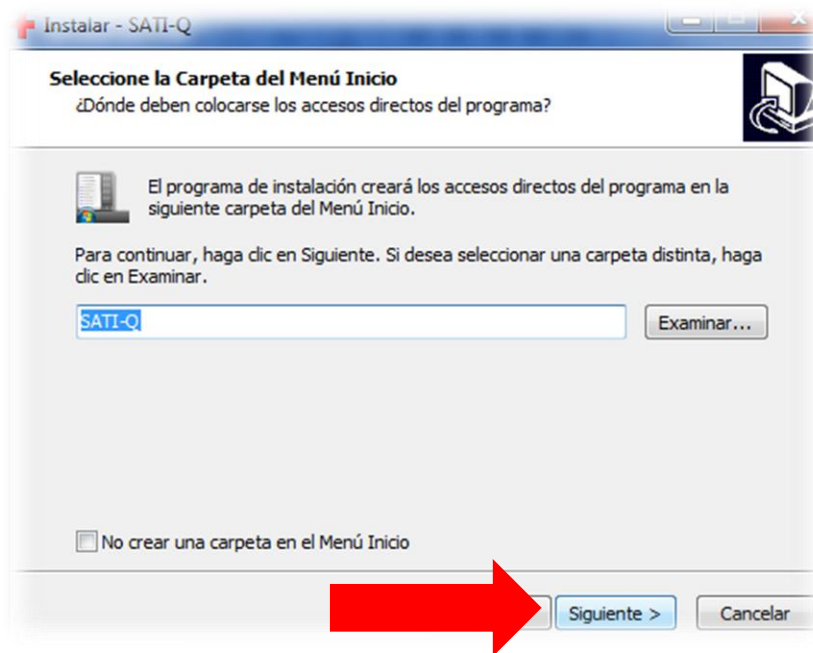 Instalar - SATI-Q
Seleccione la Carpeta del Menú Inicio
¿Dónde deben colocarse los accesos directos del programa?
El programa de instalación creará los accesos directos del programa en la
siguiente carpeta del Menú Inicio.
Para continuar, haga clic en Siguiente. Si desea seleccionar una carpeta distinta, haga
clic en Examinar.
SATI-Q
Examinar...
No crear una carpeta en el Menú Inicio
Siguiente >
Cancelar